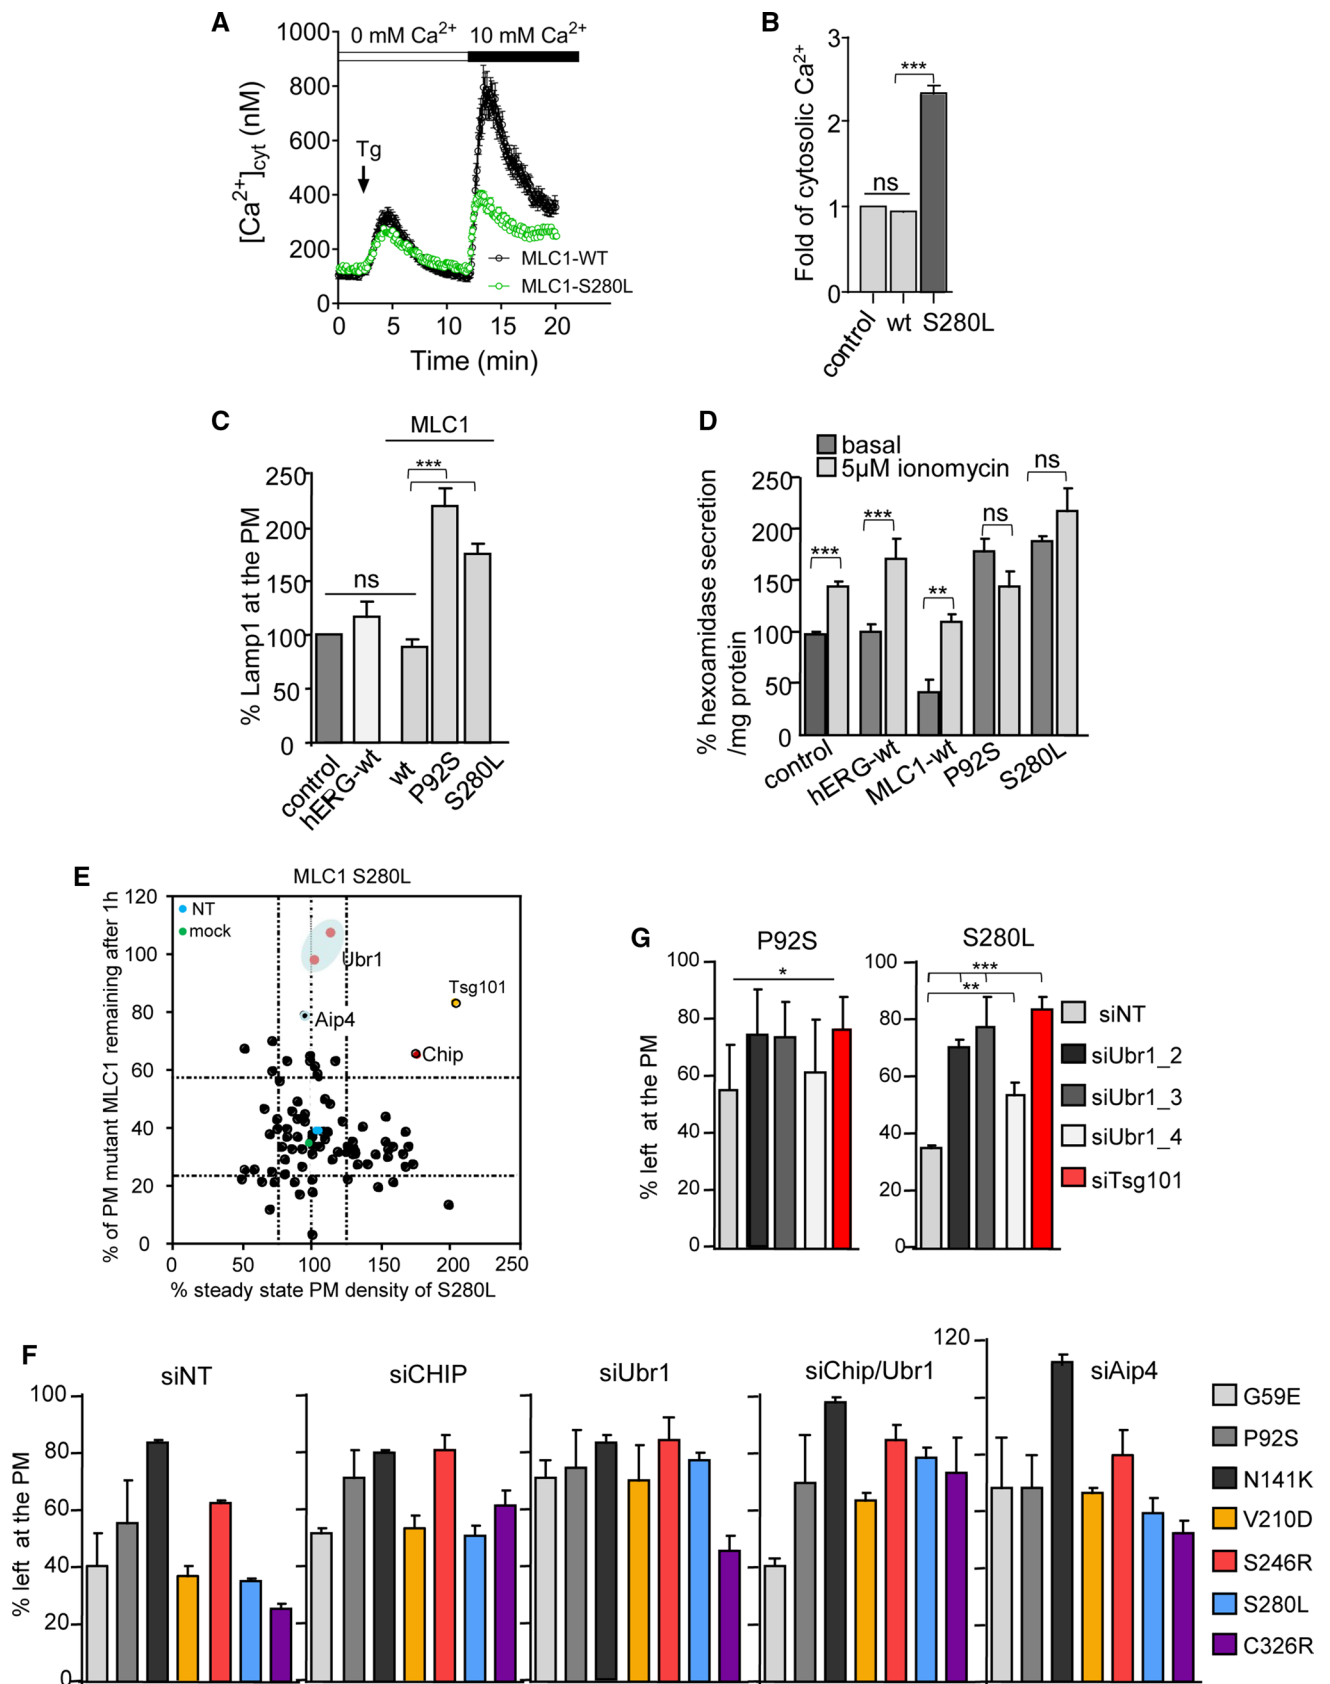 A
0 mM Ca²⁺ 10 mM Ca²⁺
1000
800
600
400
200
0
[Ca²⁺]cyt (nM)
Tg
MLC1-WT
MLC1-S280L
0 5 10 15 20
Time (min)
B
3
2
1
0
Fold of cytosolic Ca²⁺
***
ns
control wt S280L
C
MLC1
***
ns
250
200
150
100
50
0
% Lamp1 at the PM
control hERG-wt wt P92S S280L
D
basal
5µM ionomycin
250
200
150
100
50
0
% hexoamidase secretion
/mg protein
*** *** ** ns ns
control hERG-wt MLC1-wt P92S S280L
E
MLC1 S280L
120
100
80
60
40
20
0
% of PM mutant MLC1 remaining after 1h
NT
mock
Ubr1
Tsg101
Aip4
Chip
0 50 100 150 200 250
% steady state PM density of S280L
G
P92S S280L
100
80
60
40
20
0
% left at the PM
*
100
80
60
40
20
0
***
**
siNT
siUbr1_2
siUbr1_3
siUbr1_4
siTsg101
F
siNT siCHIP siUbr1 siChip/Ubr1 siAip4
120
100
80
60
40
20
0
% left at the PM
G59E
P92S
N141K
V210D
S246R
S280L
C326R